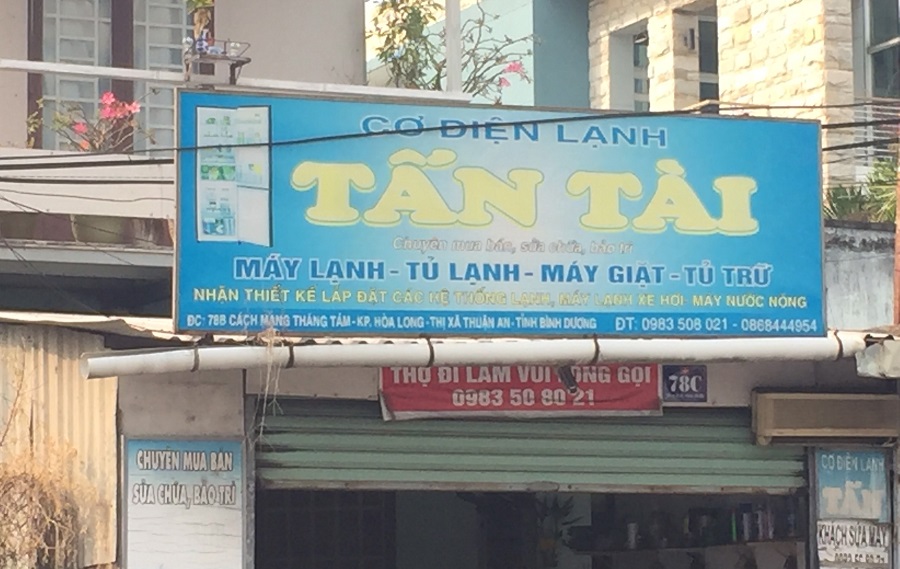 CƠ ĐIỆN LẠNH
TẤN TÀI
Chuyên mua bán, sửa chữa, bảo trì
MÁY LẠNH - TỦ LẠNH - MÁY GIẶT - TỦ TRỮ
NHẬN THIẾT KẾ LẮP ĐẶT CÁC HỆ THỐNG LẠNH, MÁY LẠNH XE HƠI MÁY NƯỚC NÓNG
ĐC: 78B CÁCH MẠNG THÁNG TÁM - KP. HÒA LONG - THỊ XÃ THUẬN AN - TỈNH BÌNH DƯƠNG ĐT: 0983 508 021 - 0868444954
THỢ ĐI LÀM VUI LÒNG GỌI
0983 50 80 21
78C
CHUYÊN MUA BÁN
SỬA CHỮA, BẢO TRÌ
CƠ ĐIỆN LẠNH
TẤN
KHÁCH SỬA MÁY